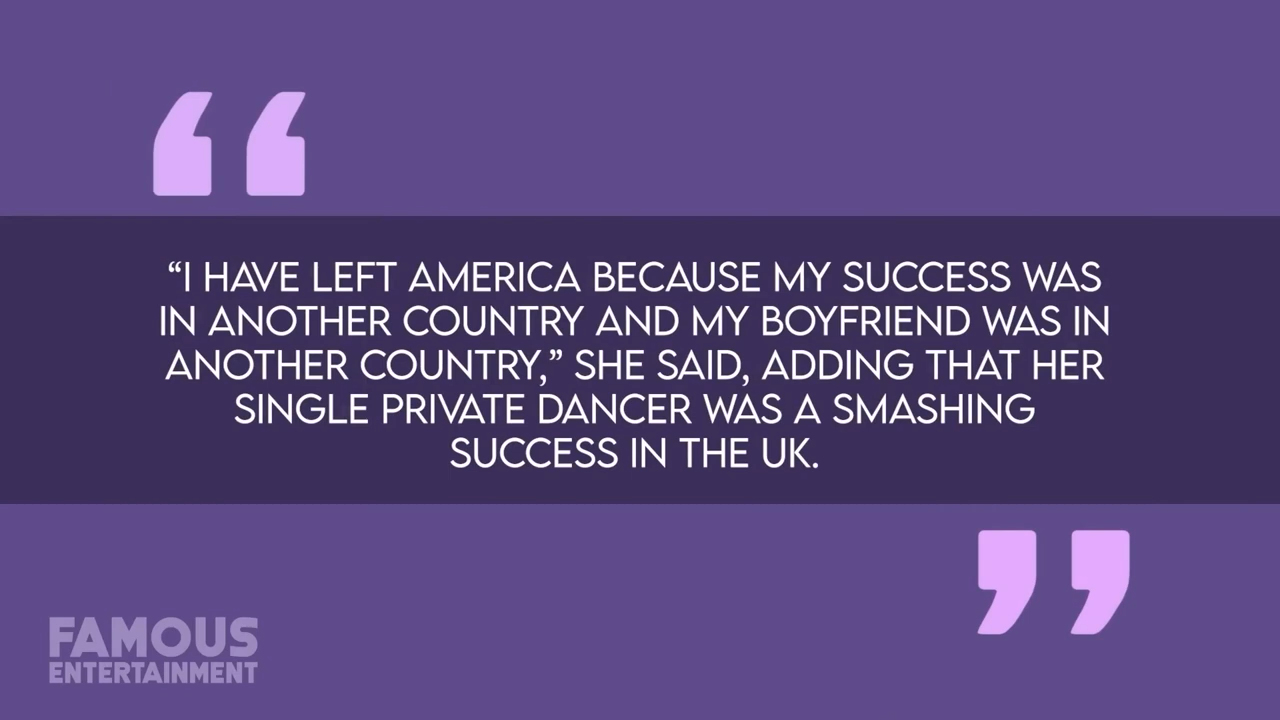 “I HAVE LEFT AMERICA BECAUSE MY SUCCESS WAS
IN ANOTHER COUNTRY AND MY BOYFRIEND WAS IN
ANOTHER COUNTRY,” SHE SAID, ADDING THAT HER
SINGLE PRIVATE DANCER WAS A SMASHING
SUCCESS IN THE UK.
FAMOUS
ENTERTAINMENT